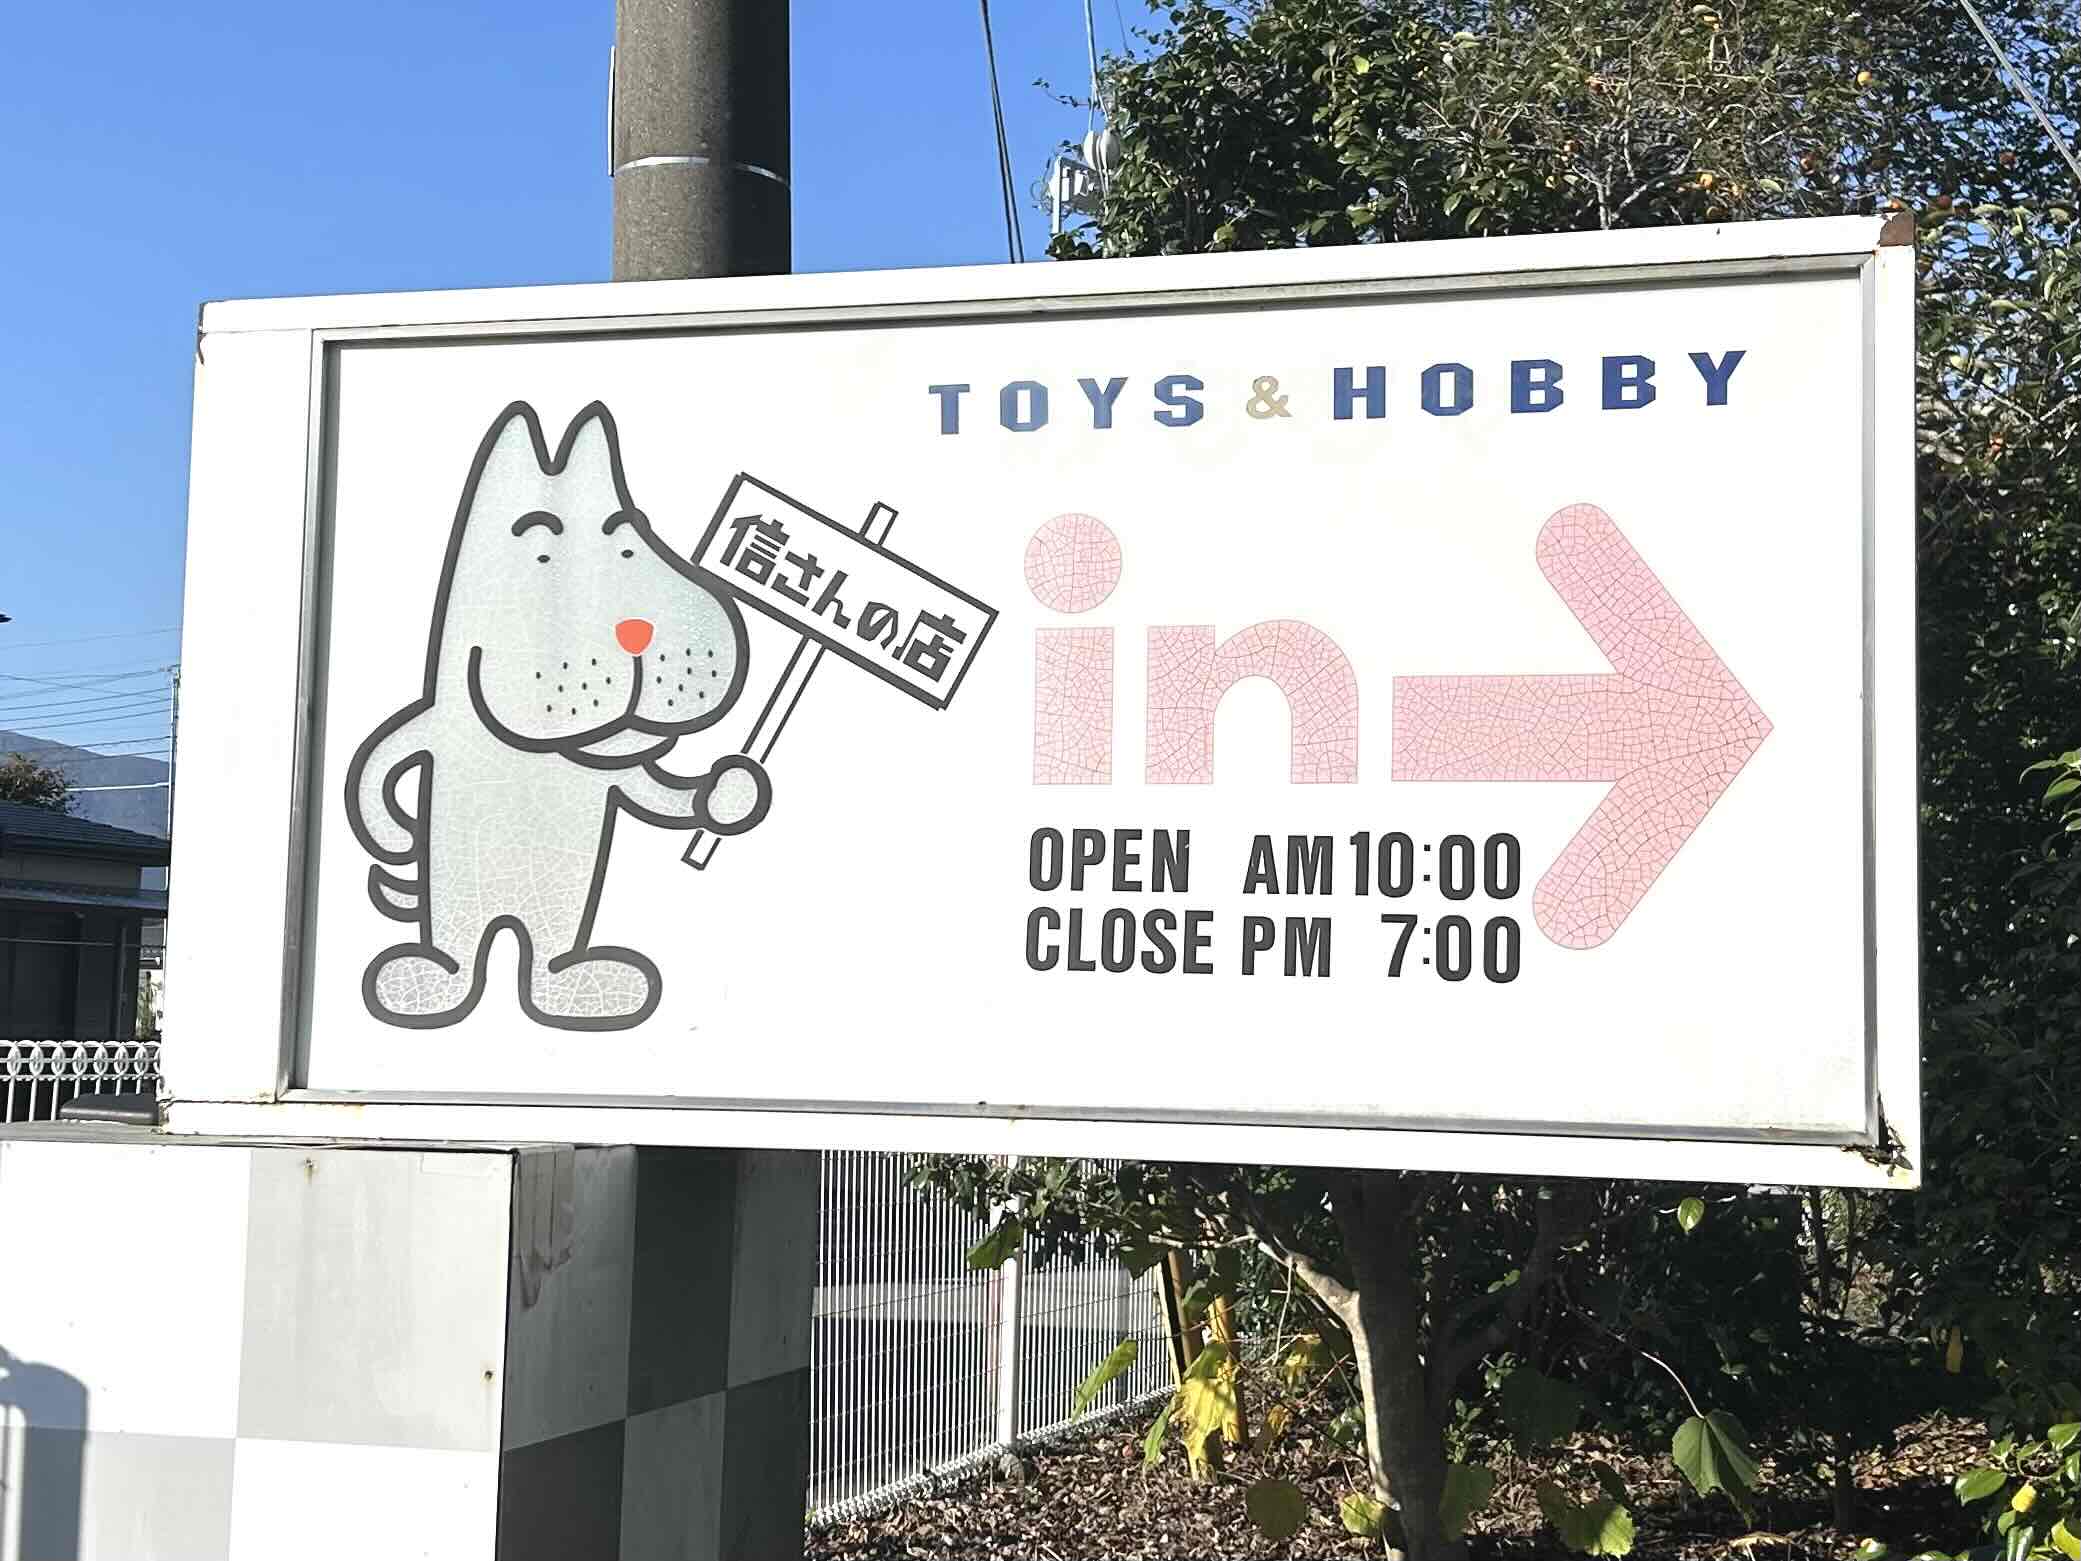 TOYS & HOBBY
信さんの店
in
OPEN AM 10:00
CLOSE PM 7:00